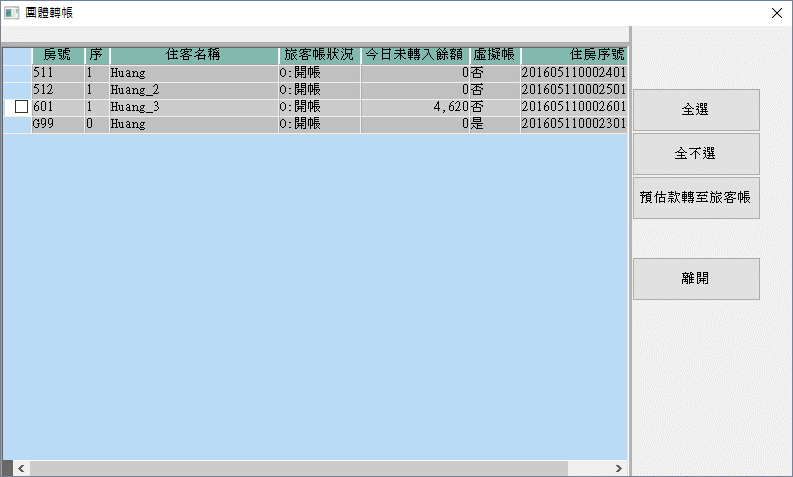 團體轉帳
房號 序 住客名稱 旅客帳狀況 今日未轉入餘額 虛擬帳 住房序號
511 1 Huang O:開帳 0 否 201605110002401
512 1 Huang_2 O:開帳 0 否 201605110002501
601 1 Huang_3 O:開帳 4,620 否 201605110002601
G99 0 Huang O:開帳 0 是 201605110002301
全選
全不選
預估款轉至旅客帳
離開